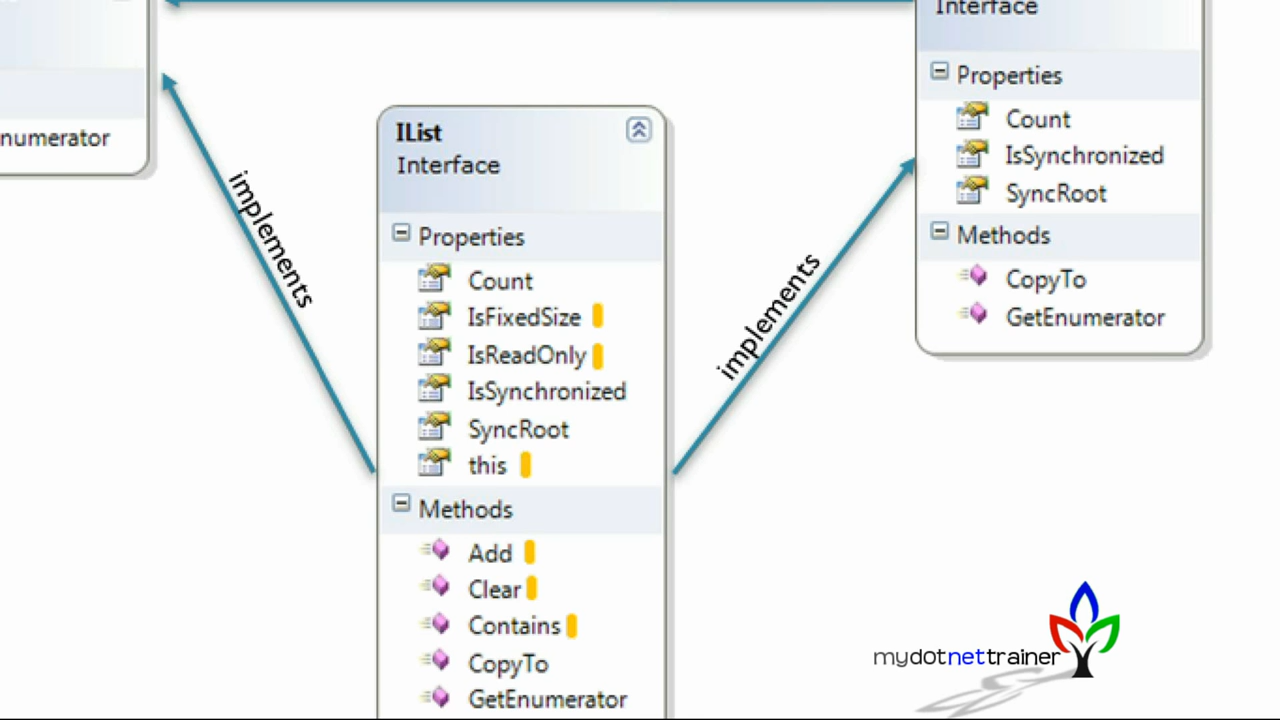 numerator
implements
IList
Interface
Properties
Count
IsFixedSize
IsReadOnly
IsSynchronized
SyncRoot
this
Methods
Add
Clear
Contains
CopyTo
GetEnumerator
implements
Interface
Properties
Count
IsSynchronized
SyncRoot
Methods
CopyTo
GetEnumerator
mydotnettrainer